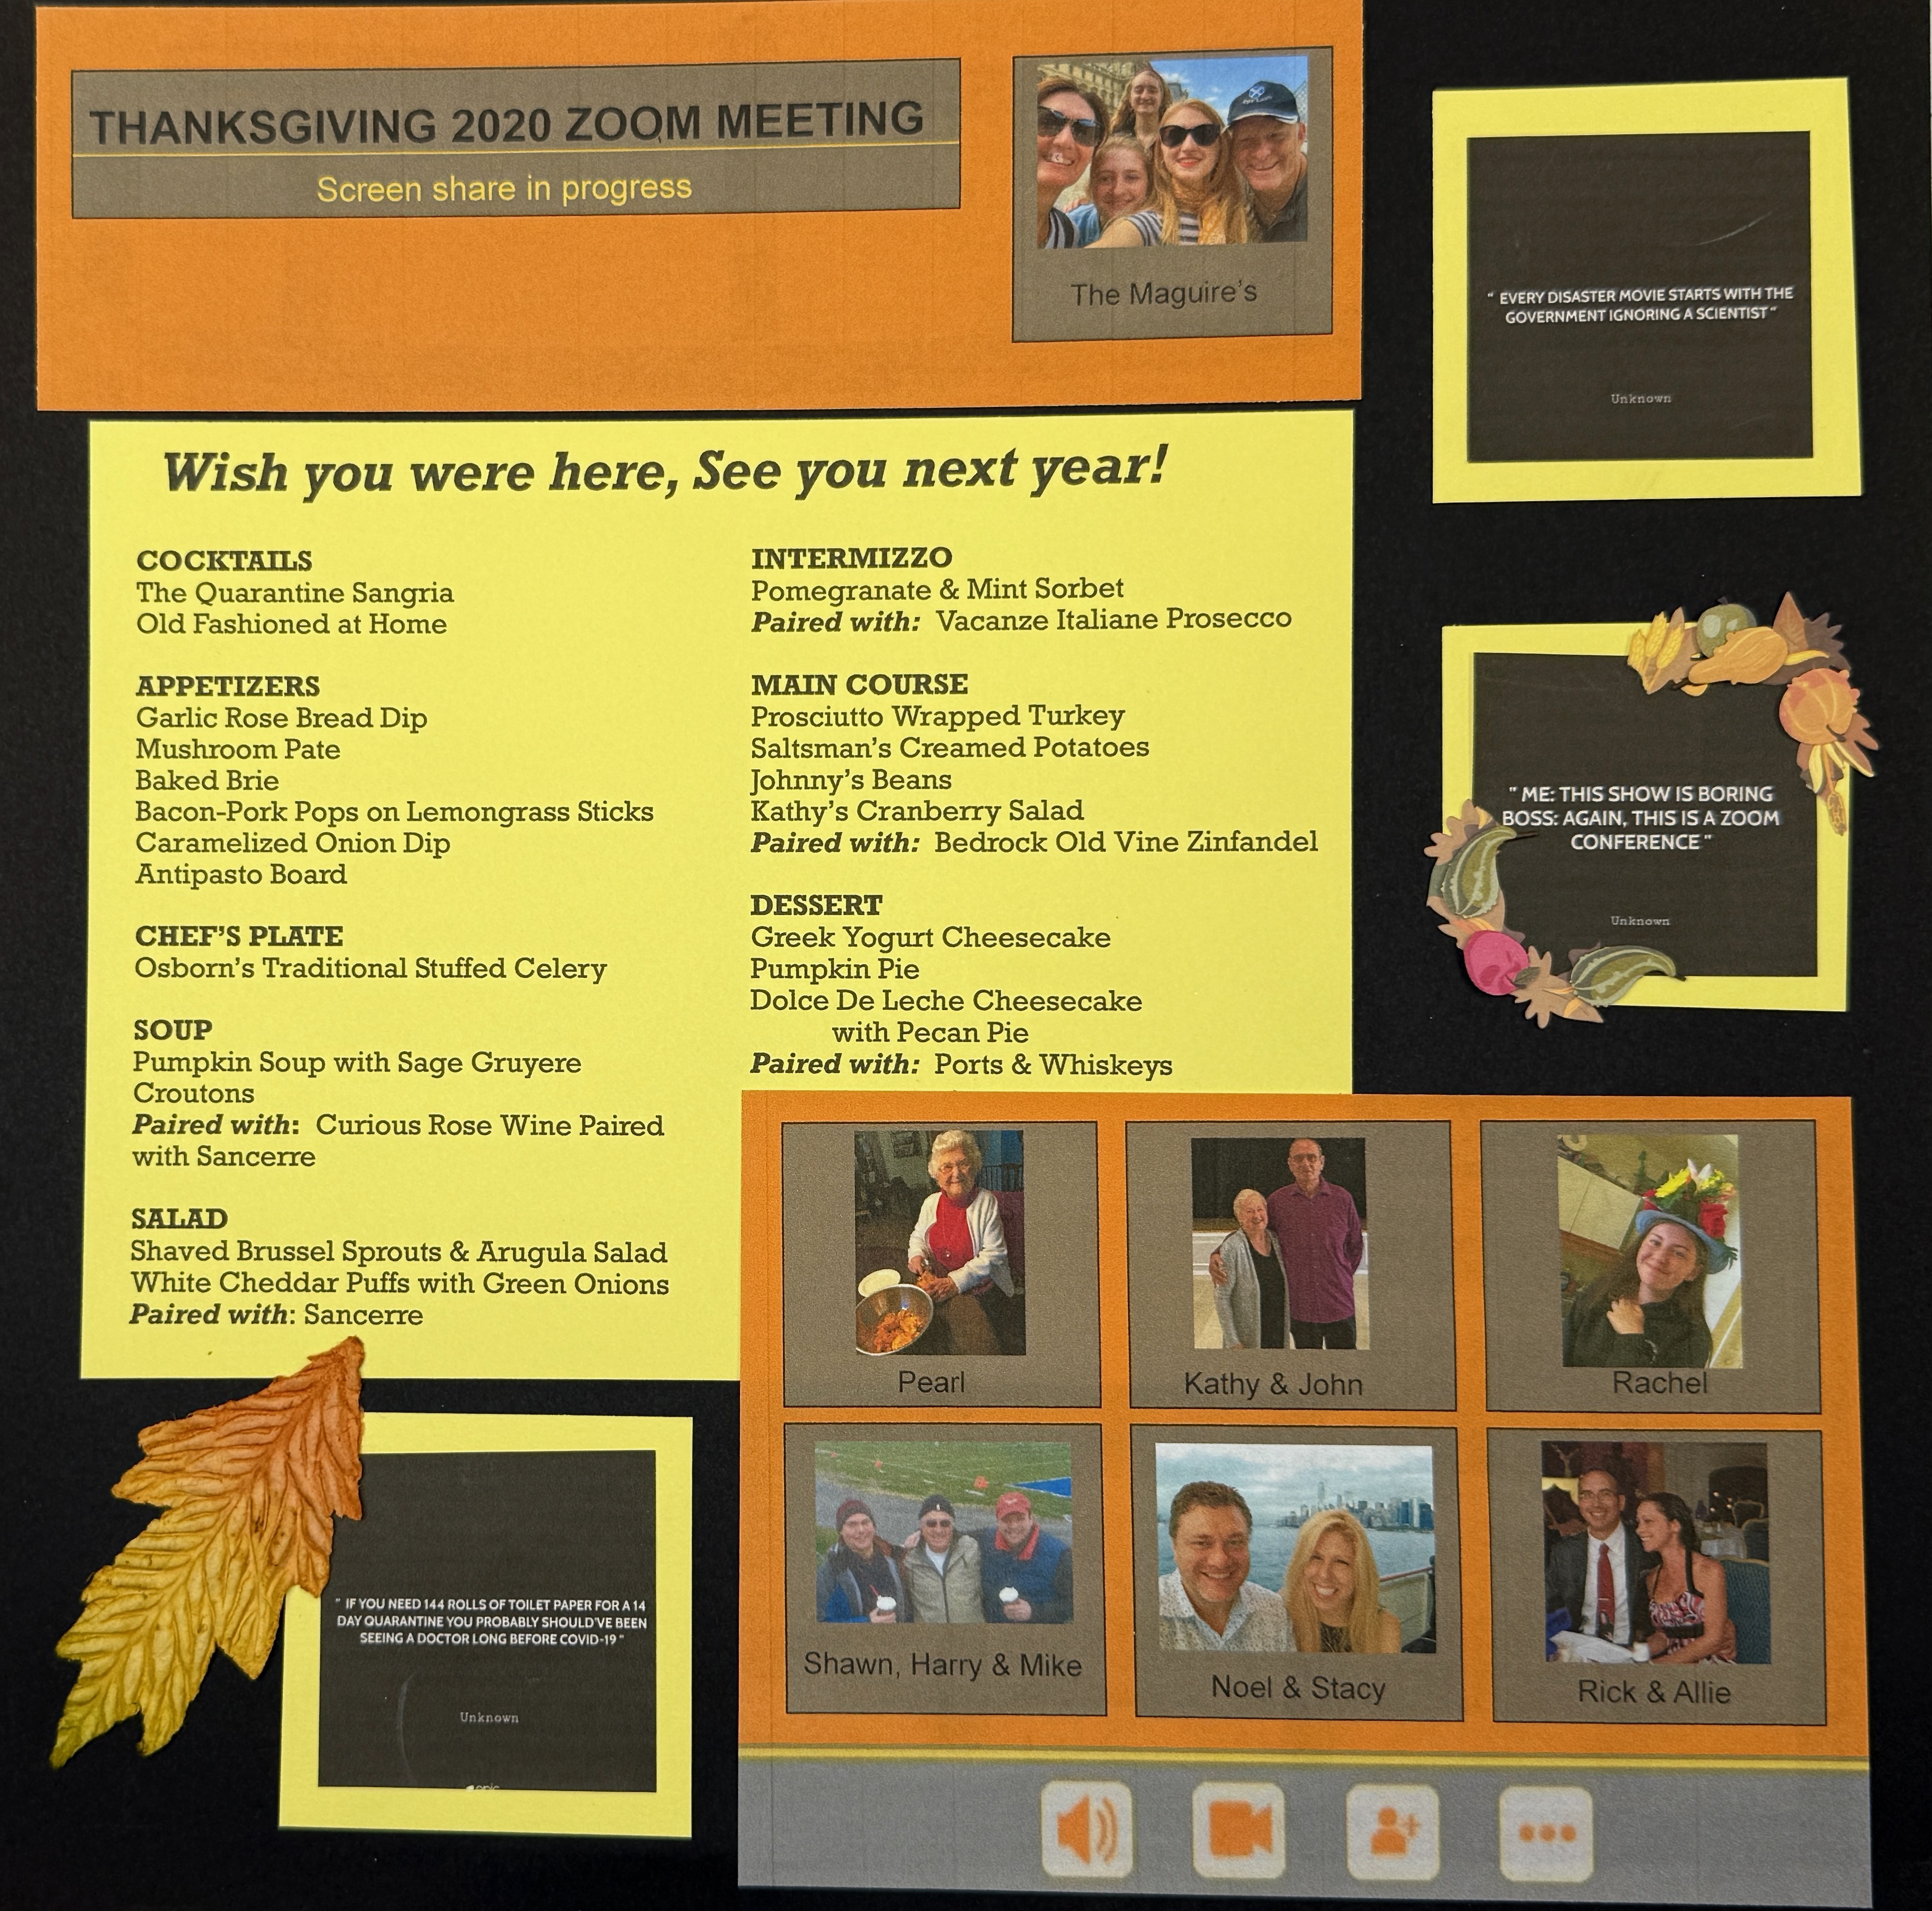 THANKSGIVING 2020 ZOOM MEETING
Screen share in progress
The Maguire's
" EVERY DISASTER MOVIE STARTS WITH THE
GOVERNMENT IGNORING A SCIENTIST "
Unknown
Wish you were here, See you next year!
COCKTAILS
The Quarantine Sangria
Old Fashioned at Home
APPETIZERS
Garlic Rose Bread Dip
Mushroom Pate
Baked Brie
Bacon-Pork Pops on Lemongrass Sticks
Caramelized Onion Dip
Antipasto Board
CHEF'S PLATE
Osborn's Traditional Stuffed Celery
SOUP
Pumpkin Soup with Sage Gruyere
Croutons
Paired with: Curious Rose Wine Paired
with Sancerre
SALAD
Shaved Brussel Sprouts & Arugula Salad
White Cheddar Puffs with Green Onions
Paired with: Sancerre
INTERMIZZO
Pomegranate & Mint Sorbet
Paired with: Vacanze Italiane Prosecco
MAIN COURSE
Prosciutto Wrapped Turkey
Saltsman's Creamed Potatoes
Johnny's Beans
Kathy's Cranberry Salad
Paired with: Bedrock Old Vine Zinfandel
DESSERT
Greek Yogurt Cheesecake
Pumpkin Pie
Dolce De Leche Cheesecake
with Pecan Pie
Paired with: Ports & Whiskeys
" ME: THIS SHOW IS BORING
BOSS: AGAIN, THIS IS A ZOOM
CONFERENCE "
Unknown
Pearl
Kathy & John
Rachel
Shawn, Harry & Mike
Noel & Stacy
Rick & Allie
" IF YOU NEED 144 ROLLS OF TOILET PAPER FOR A 14
DAY QUARANTINE YOU PROBABLY SHOULD'VE BEEN
SEEING A DOCTOR LONG BEFORE COVID-19 "
Unknown